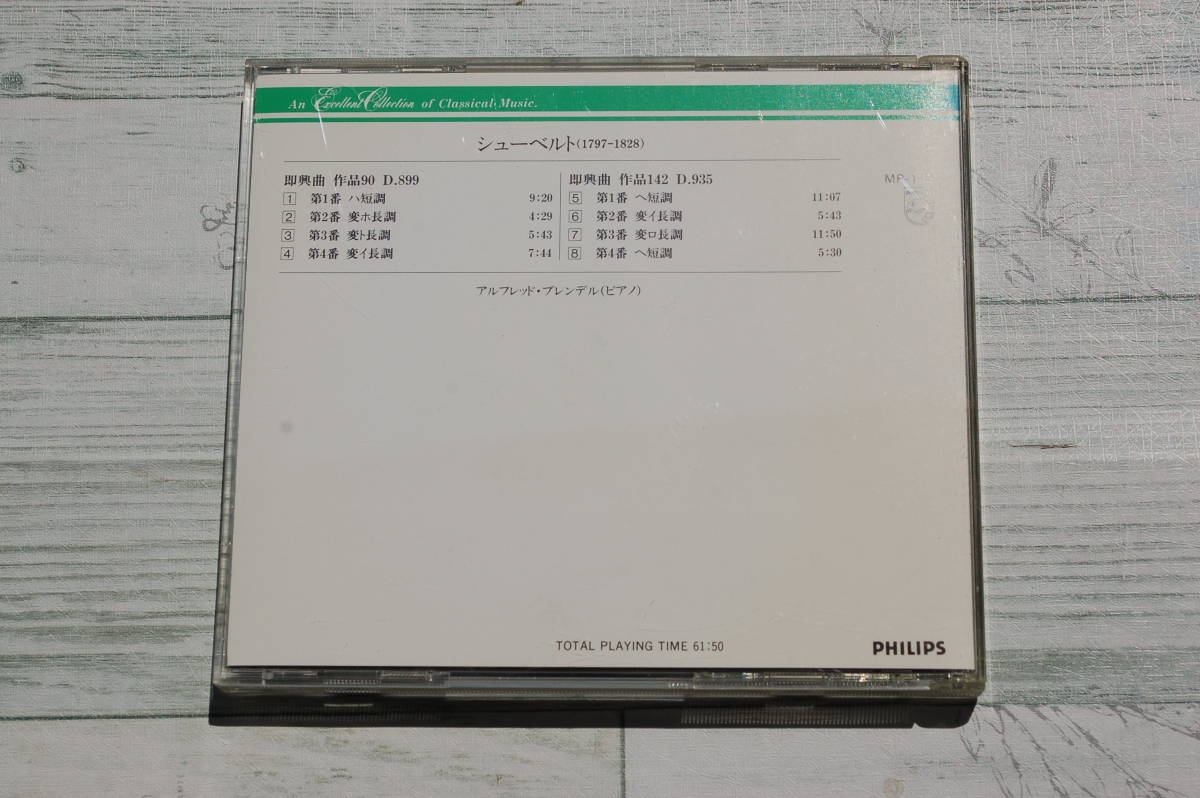 An Excellent Collection of Classical Music.
シューベルト(1797-1828)
即興曲 作品90 D.899
1 第1番 ハ短調 9:20
2 第2番 変ホ長調 4:29
3 第3番 変ト長調 5:43
4 第4番 変イ長調 7:44
即興曲 作品142 D.935
5 第1番 ヘ短調 11:07
6 第2番 変イ長調 5:43
7 第3番 変ロ長調 11:50
8 第4番 ヘ短調 5:30
アルフレッド・ブレンデル(ピアノ)
TOTAL PLAYING TIME 61:50
PHILIPS